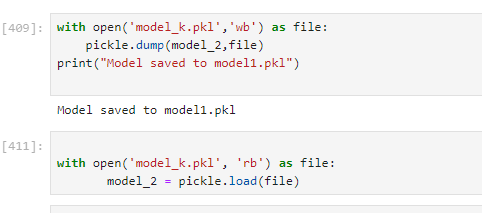 [409]: with open('model_k.pkl','wb') as file:
    pickle.dump(model_2,file)
print("Model saved to model1.pkl")
Model saved to model1.pkl
[411]:
with open('model_k.pkl', 'rb') as file:
        model_2 = pickle.load(file)